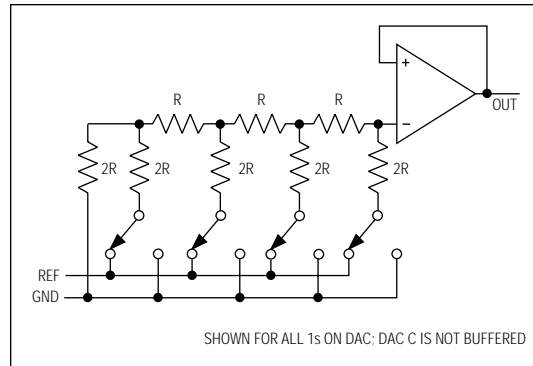 +
OUT
−
R R R
2R 2R 2R 2R 2R
REF
GND
SHOWN FOR ALL 1s ON DAC; DAC C IS NOT BUFFERED